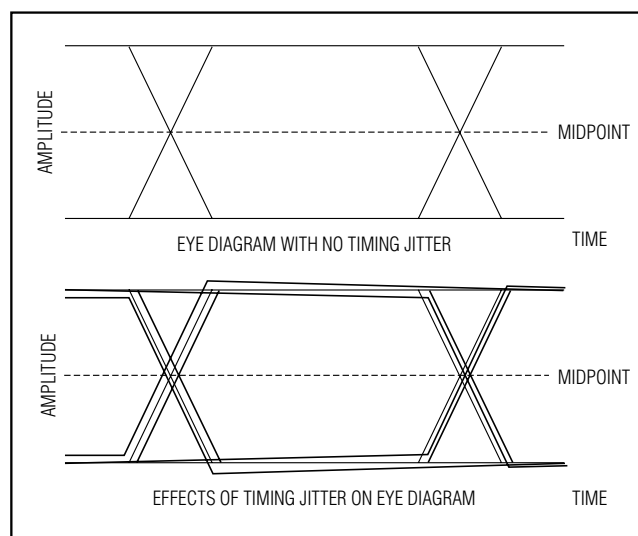 AMPLITUDE
MIDPOINT
EYE DIAGRAM WITH NO TIMING JITTER
TIME
AMPLITUDE
MIDPOINT
EFFECTS OF TIMING JITTER ON EYE DIAGRAM
TIME